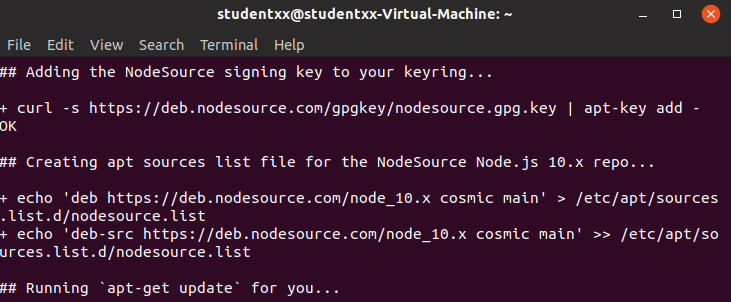 studentxx@studentxx-Virtual-Machine: ~
File Edit View Search Terminal Help
## Adding the NodeSource signing key to your keyring...
+ curl -s https://deb.nodesource.com/gpgkey/nodesource.gpg.key | apt-key add -
OK
## Creating apt sources list file for the NodeSource Node.js 10.x repo...
+ echo 'deb https://deb.nodesource.com/node_10.x cosmic main' > /etc/apt/sources
.list.d/nodesource.list
+ echo 'deb-src https://deb.nodesource.com/node_10.x cosmic main' >> /etc/apt/so
urces.list.d/nodesource.list
## Running `apt-get update` for you...